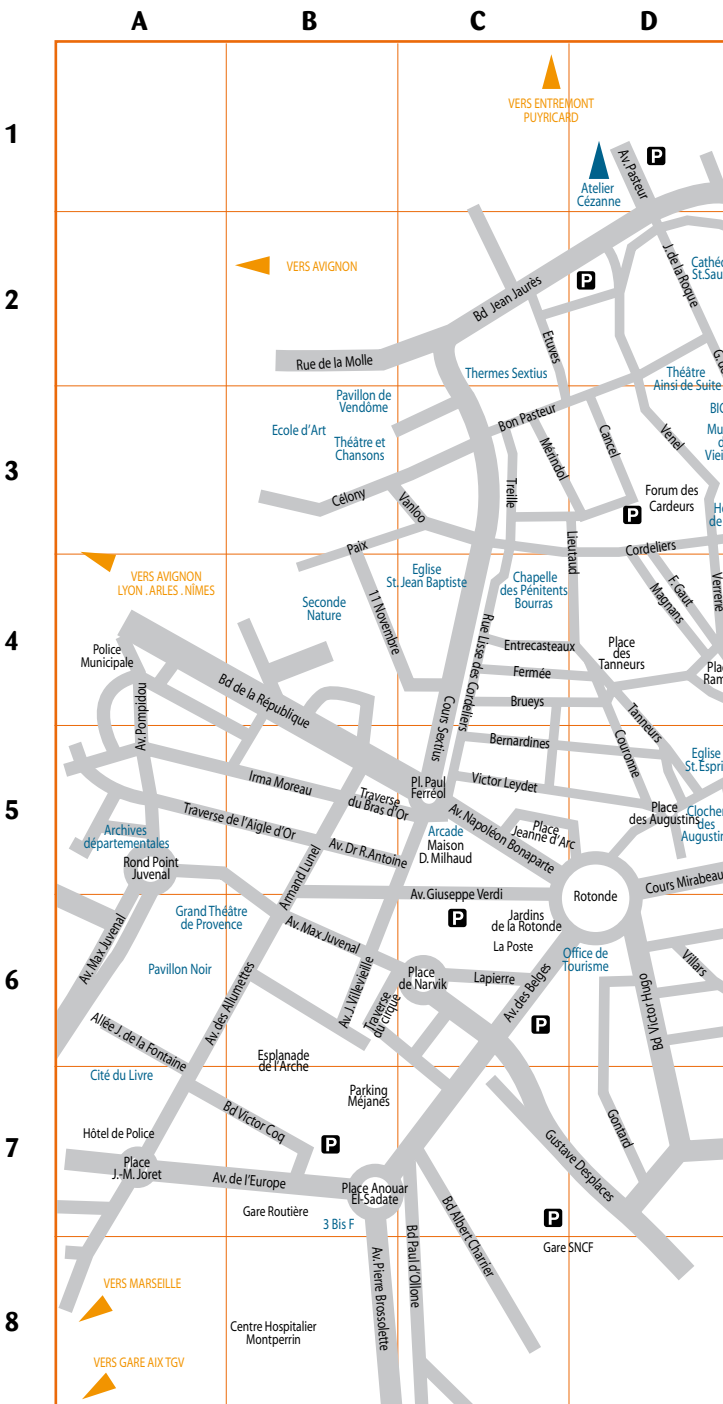 A
B
C
D
1
VERS ENTREMONT
PUYRICARD
Atelier
Cézanne
Av. Pasteur
P
2
VERS AVIGNON
Bd Jean Jaurès
P
J. de la Roque
Cathéd
St.Sau
Rue de la Molle
Etuves
Thermes Sextius
Théâtre
Ainsi de Suite
3
Pavillon de
Vendôme
Ecole d'Art
Théâtre et
Chansons
Bon Pasteur
Mérindol
Cancel
Venel
Célony
Vanloo
Treille
Forum des
Cardeurs
P
Lieutaud
Cordeliers
Paix
4
VERS AVIGNON
LYON . ARLES . NÎMES
Seconde
Nature
11 Novembre
Eglise
St. Jean Baptiste
Chapelle
des Pénitents
Bourras
F. Gaut
Magnans
Verrerie
Police
Municipale
Bd de la République
Rue Lisse des Cordeliers
Entrecasteaux
Fermée
Brueys
Place
des
Tanneurs
Av. Pompidou
Cours Sextius
Tanneurs
5
Bernardines
Couronne
Eglise
St. Espri
Irma Moreau
Traverse
du Bras d'Or
Pl. Paul
Ferréol
Victor Leydet
Traverse de l'Aigle d'Or
Av. Napoléon Bonaparte
Place
Jeanne d'Arc
Place
des Augustins
Clocher
des
Augustin
Archives
départementales
Av. Dr R. Antoine
Arcade
Maison
D. Milhaud
Rond Point
Juvenal
Armand Lunel
Av. Giuseppe Verdi
Rotonde
Cours Mirabeau
6
Av. Max Juvenal
Grand Théâtre
de Provence
Av. Max Juvenal
P
Jardins
de la Rotonde
La Poste
Office de
Tourisme
Villars
Pavillon Noir
Av. des Allumettes
Av. J. Villevieille
Traverse
du cirque
Place
de Narvik
Lapierre
Av. des Belges
Bd Victor Hugo
Allée J. de la Fontaine
P
Esplanade
de l'Arche
7
Cité du Livre
Parking
Méjanes
Bd Victor Coq
Hôtel de Police
P
Gontard
Gustave Desplaces
Place
J.-M. Joret
Av. de l'Europe
Place Anouar
El-Sadate
Gare Routière
3 Bis F
P
8
Gare SNCF
Bd Albert Charrier
Bd Paul d'Ollone
Av. Pierre Brossolette
VERS MARSEILLE
Centre Hospitalier
Montperrin
VERS GARE AIX TGV